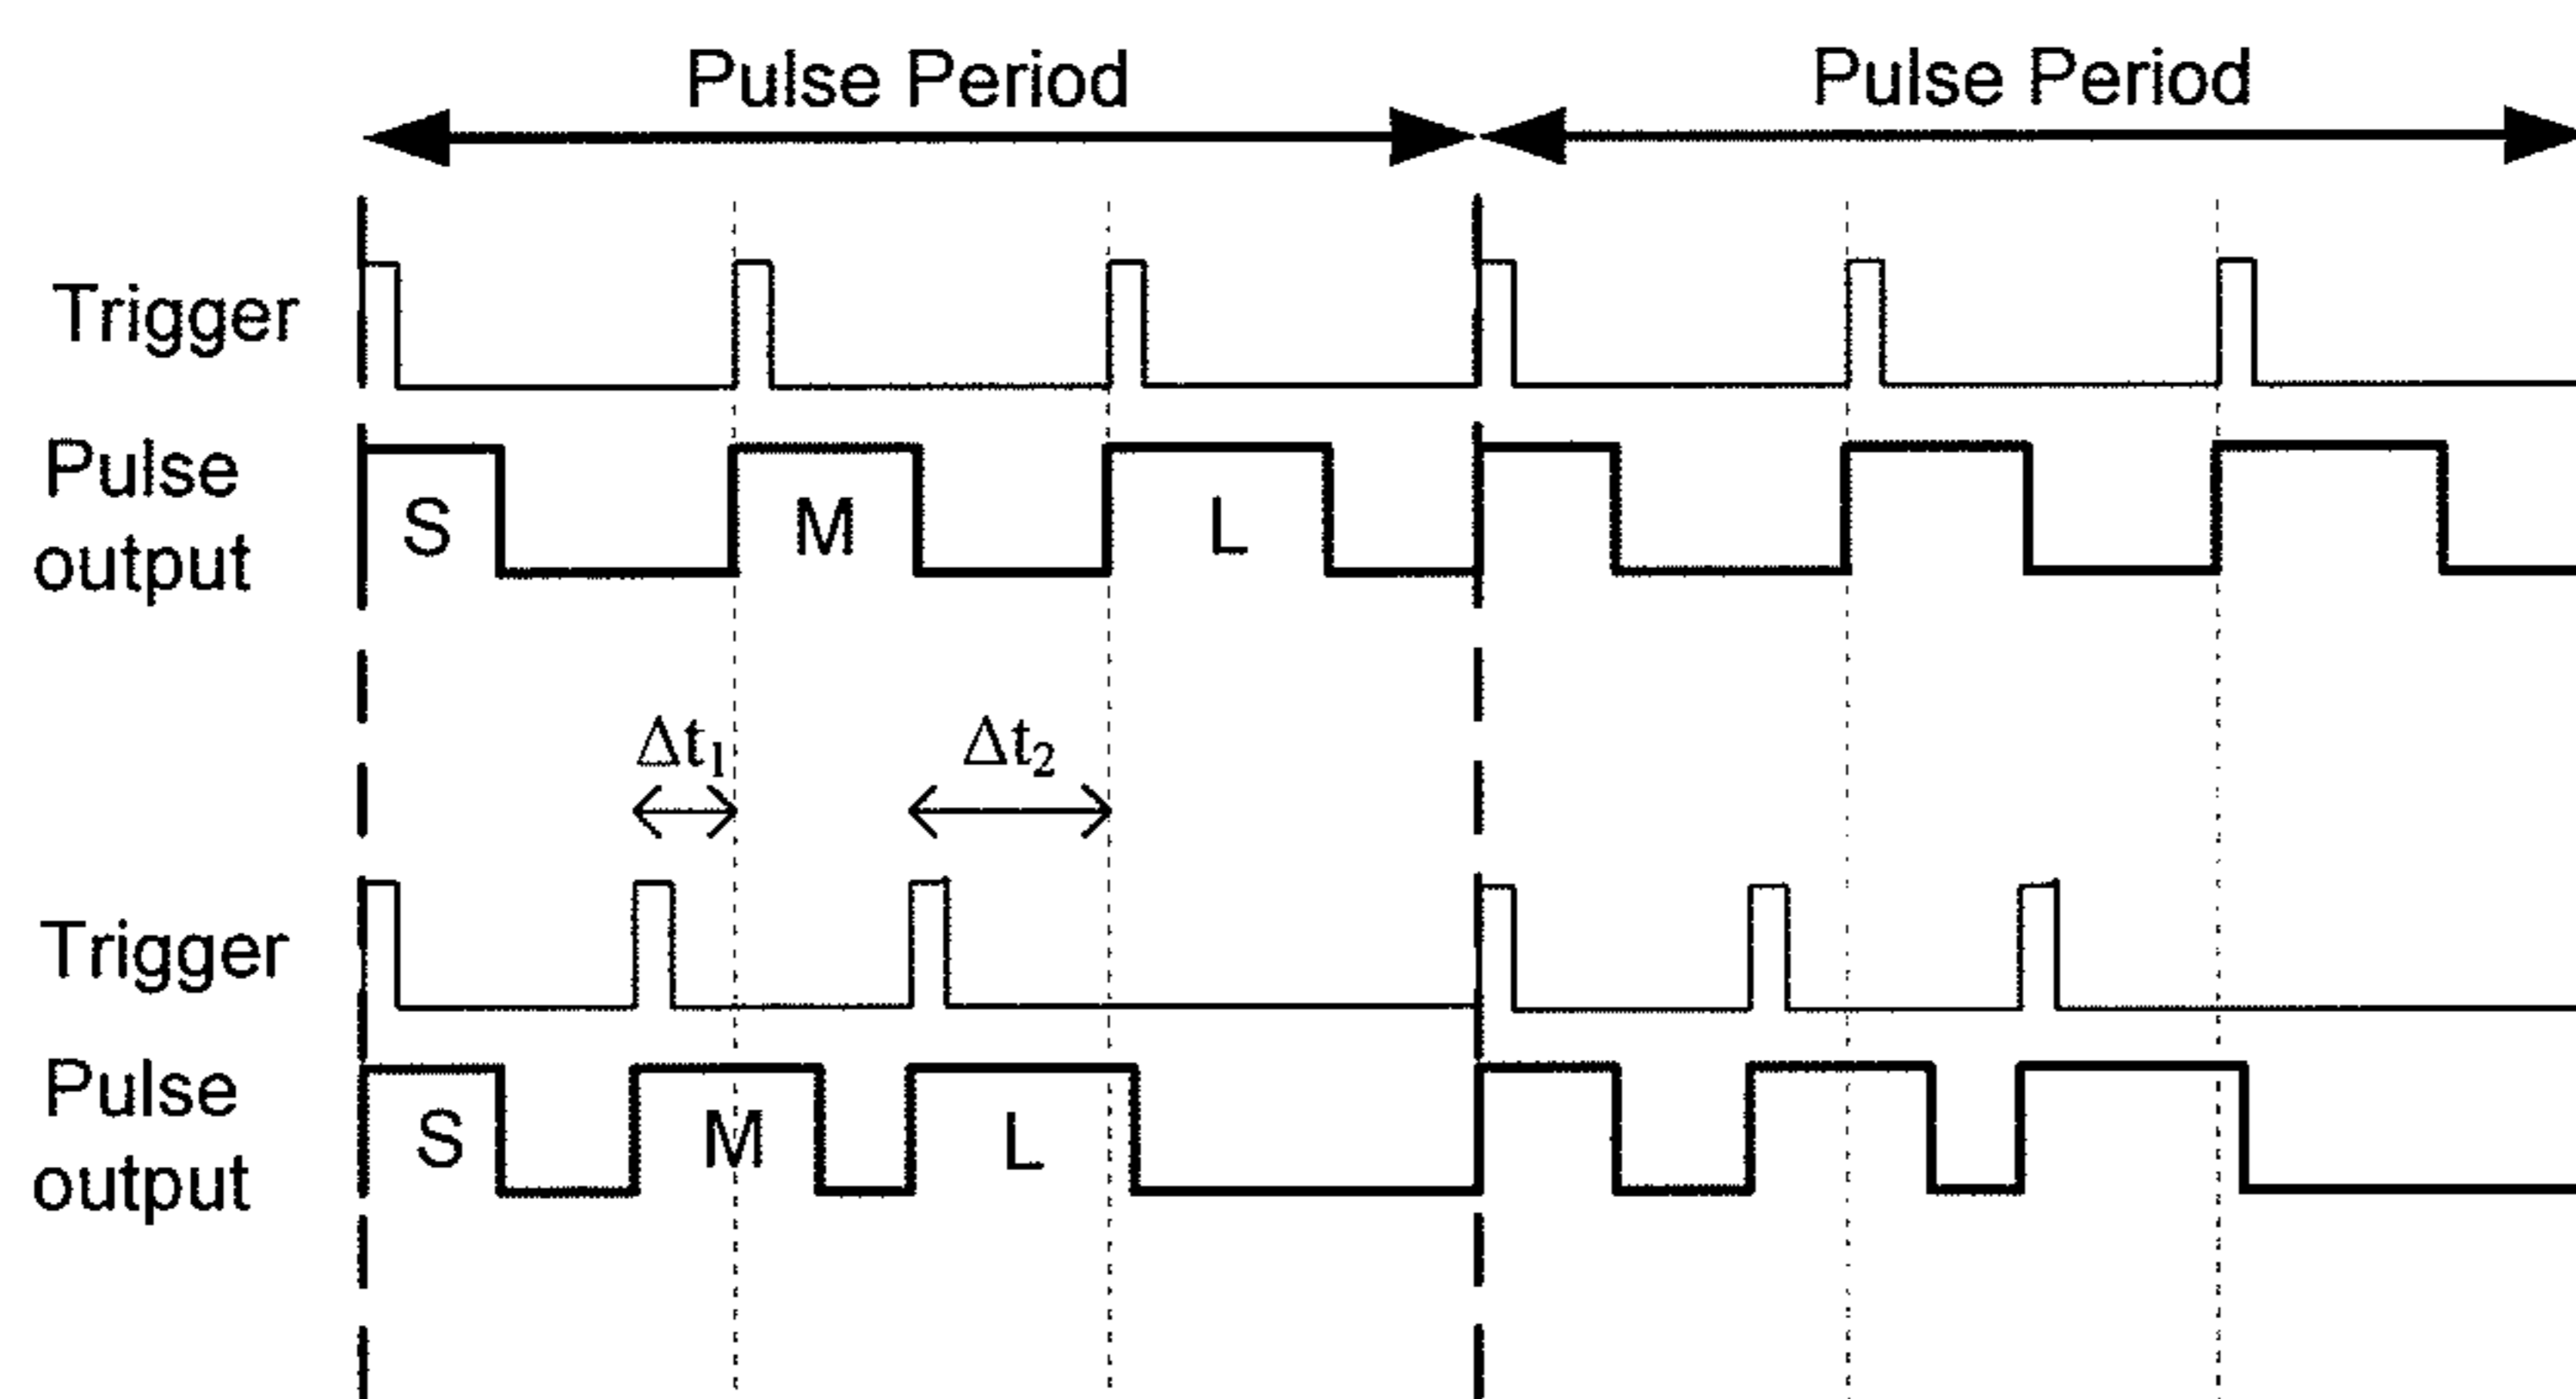 Pulse Period
Pulse Period
Trigger
Pulse
output
S
M
L
Δt₁
Δt₂
Trigger
Pulse
output
S
M
L